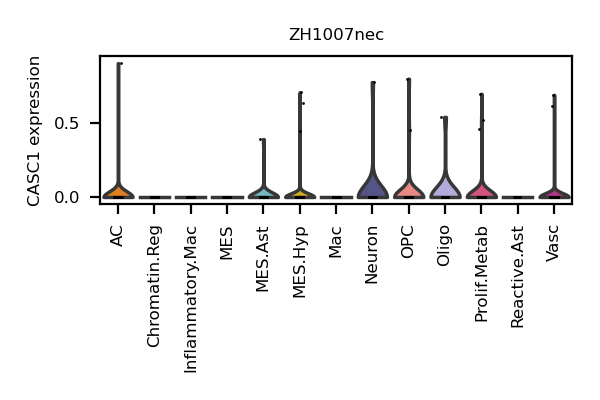 ZH1007nec
CASC1 expression
0.5
0.0
AC
Chromatin.Reg
Inflammatory.Mac
MES
MES.Ast
MES.Hyp
Mac
Neuron
OPC
Oligo
Prolif.Metab
Reactive.Ast
Vasc